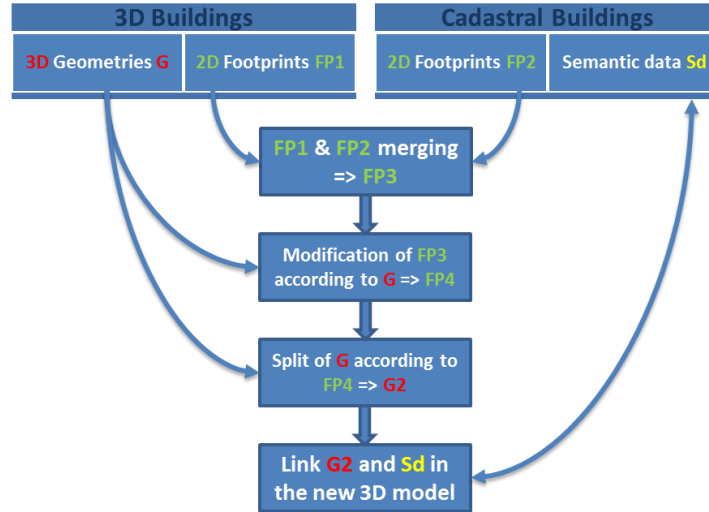 3D Buildings
Cadastral Buildings
3D Geometries G
2D Footprints FP1
2D Footprints FP2
Semantic data Sd
FP1 & FP2 merging
=> FP3
Modification of FP3
according to G => FP4
Split of G according to
FP4 => G2
Link G2 and Sd in
the new 3D model